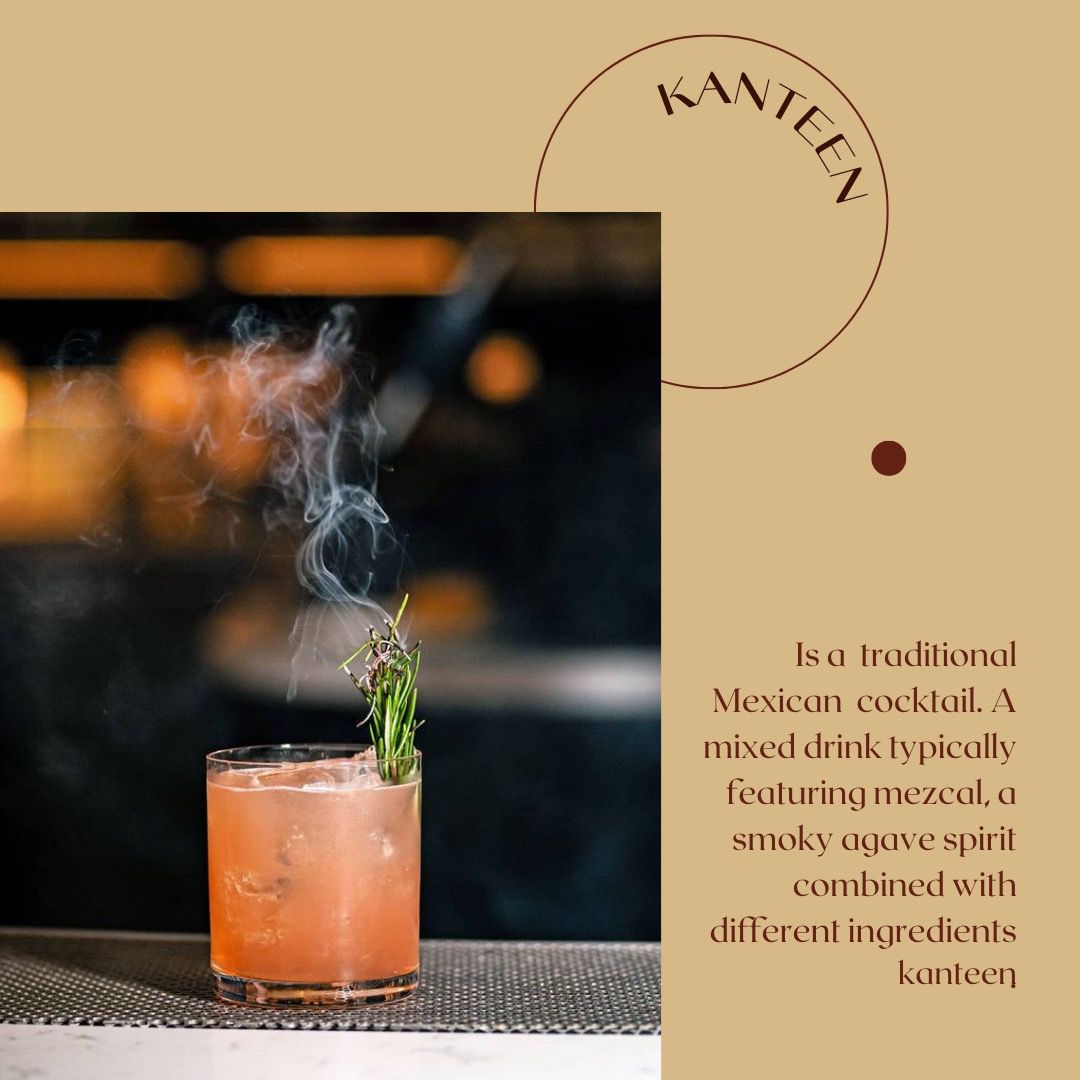 KANTEEN
Is a traditional
Mexican cocktail. A
mixed drink typically
featuring mezcal, a
smoky agave spirit
combined with
different ingredients
kanteen.